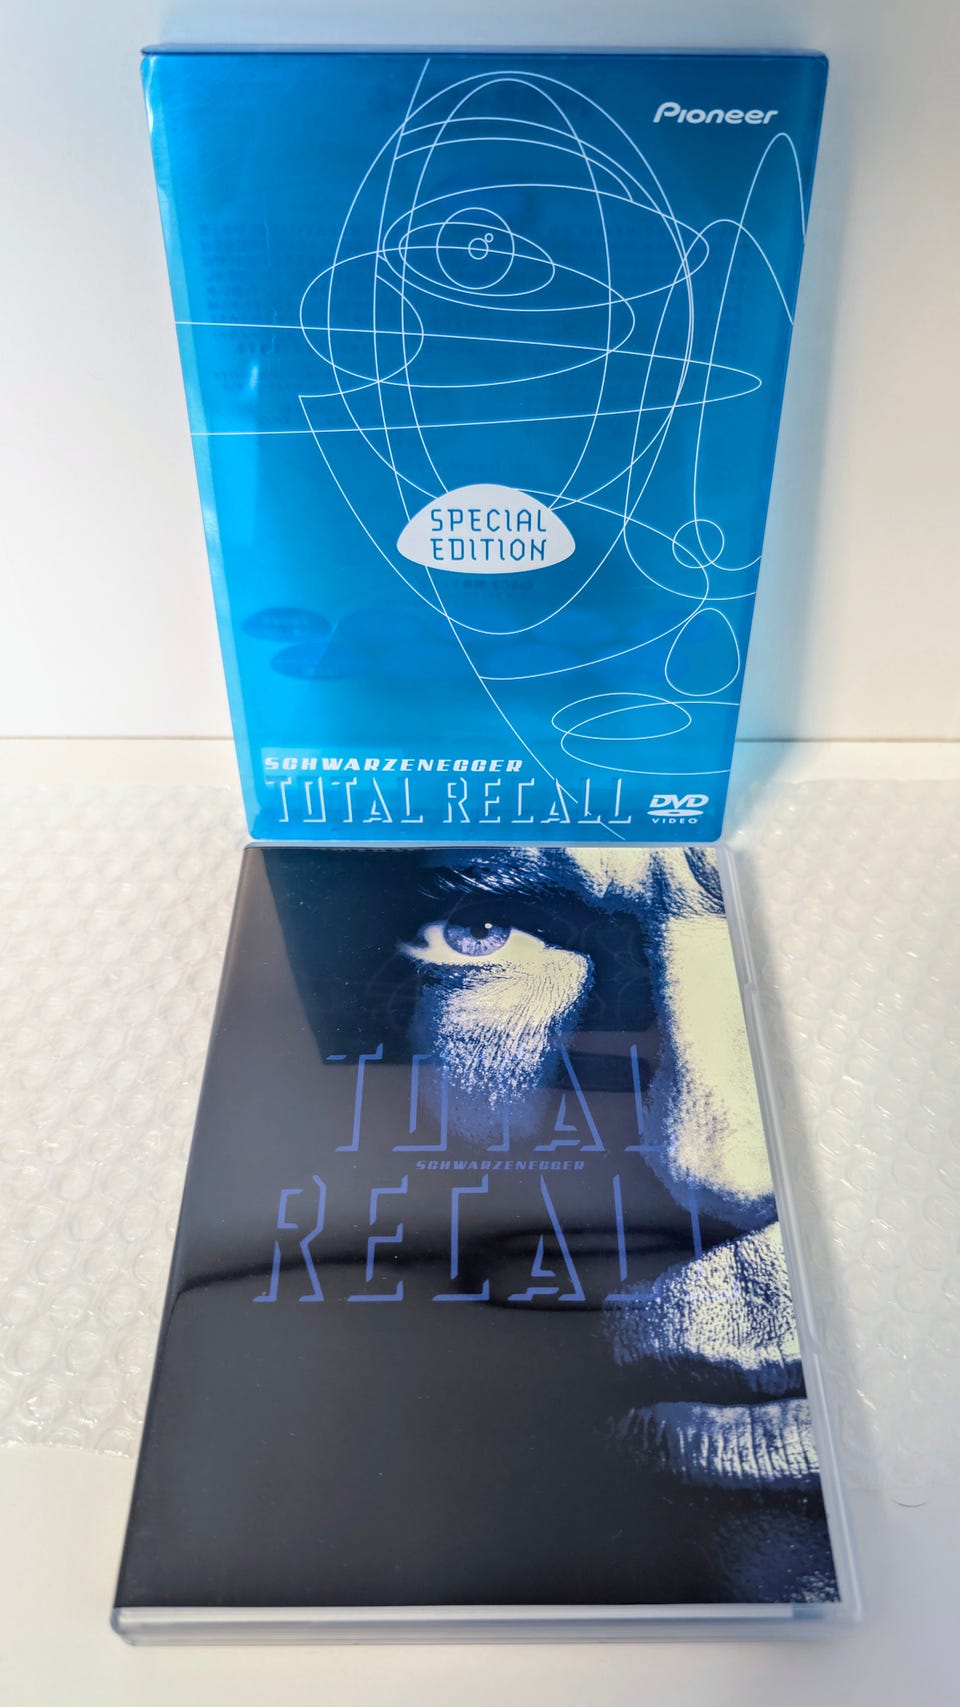 Pioneer
SPECIAL
EDITION
SCHWARZENEGGER
TOTAL RECALL
DVD
VIDEO
TOTAL
SCHWARZENEGGER
RECALL